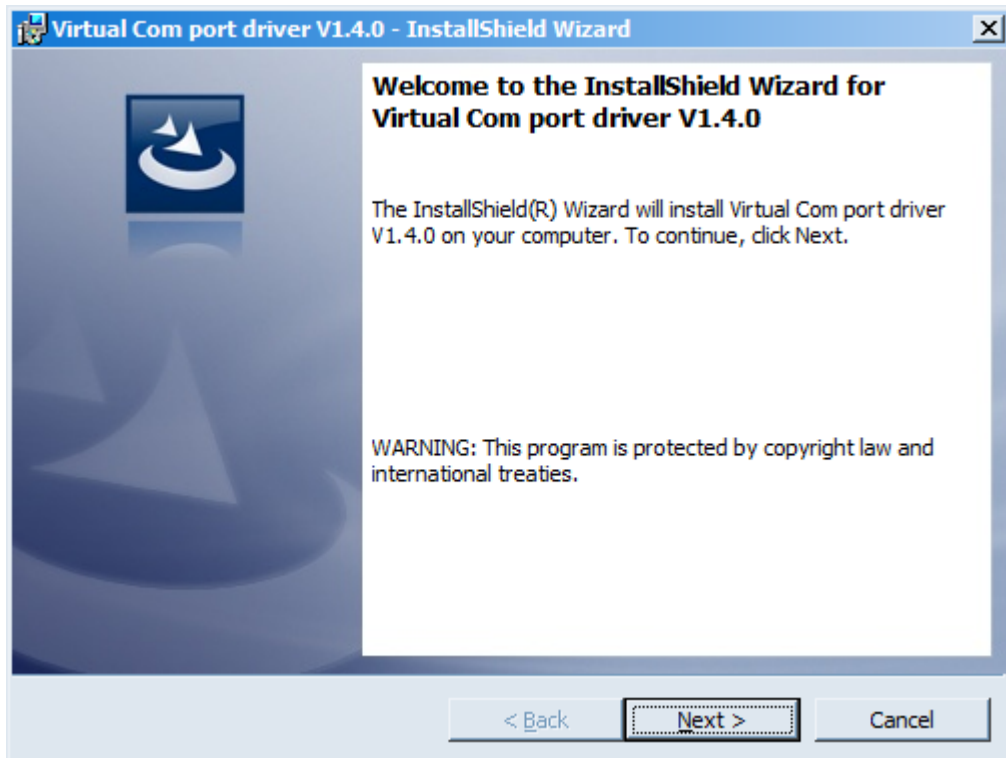 Virtual Com port driver V1.4.0 - InstallShield Wizard
Welcome to the InstallShield Wizard for
Virtual Com port driver V1.4.0
The InstallShield(R) Wizard will install Virtual Com port driver
V1.4.0 on your computer. To continue, click Next.
WARNING: This program is protected by copyright law and
international treaties.
< Back
Next >
Cancel